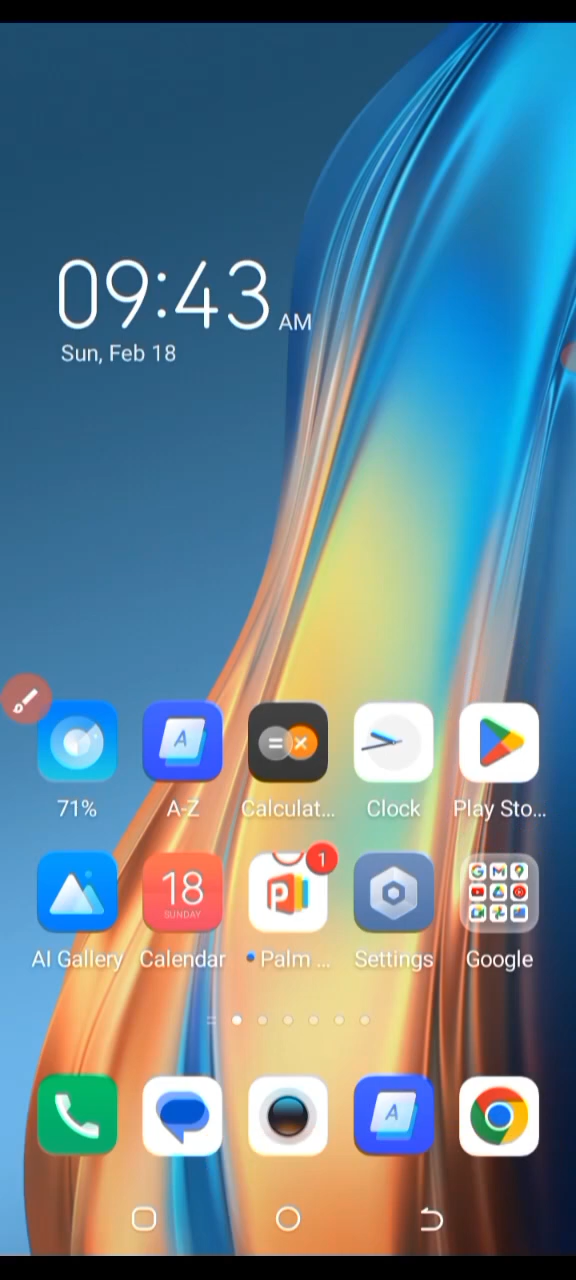 09:43 AM
Sun, Feb 18
71%
A-Z
Calculat...
Clock
Play Sto...
18
SUNDAY
1
AI Gallery
Calendar
Palm ...
Settings
Google